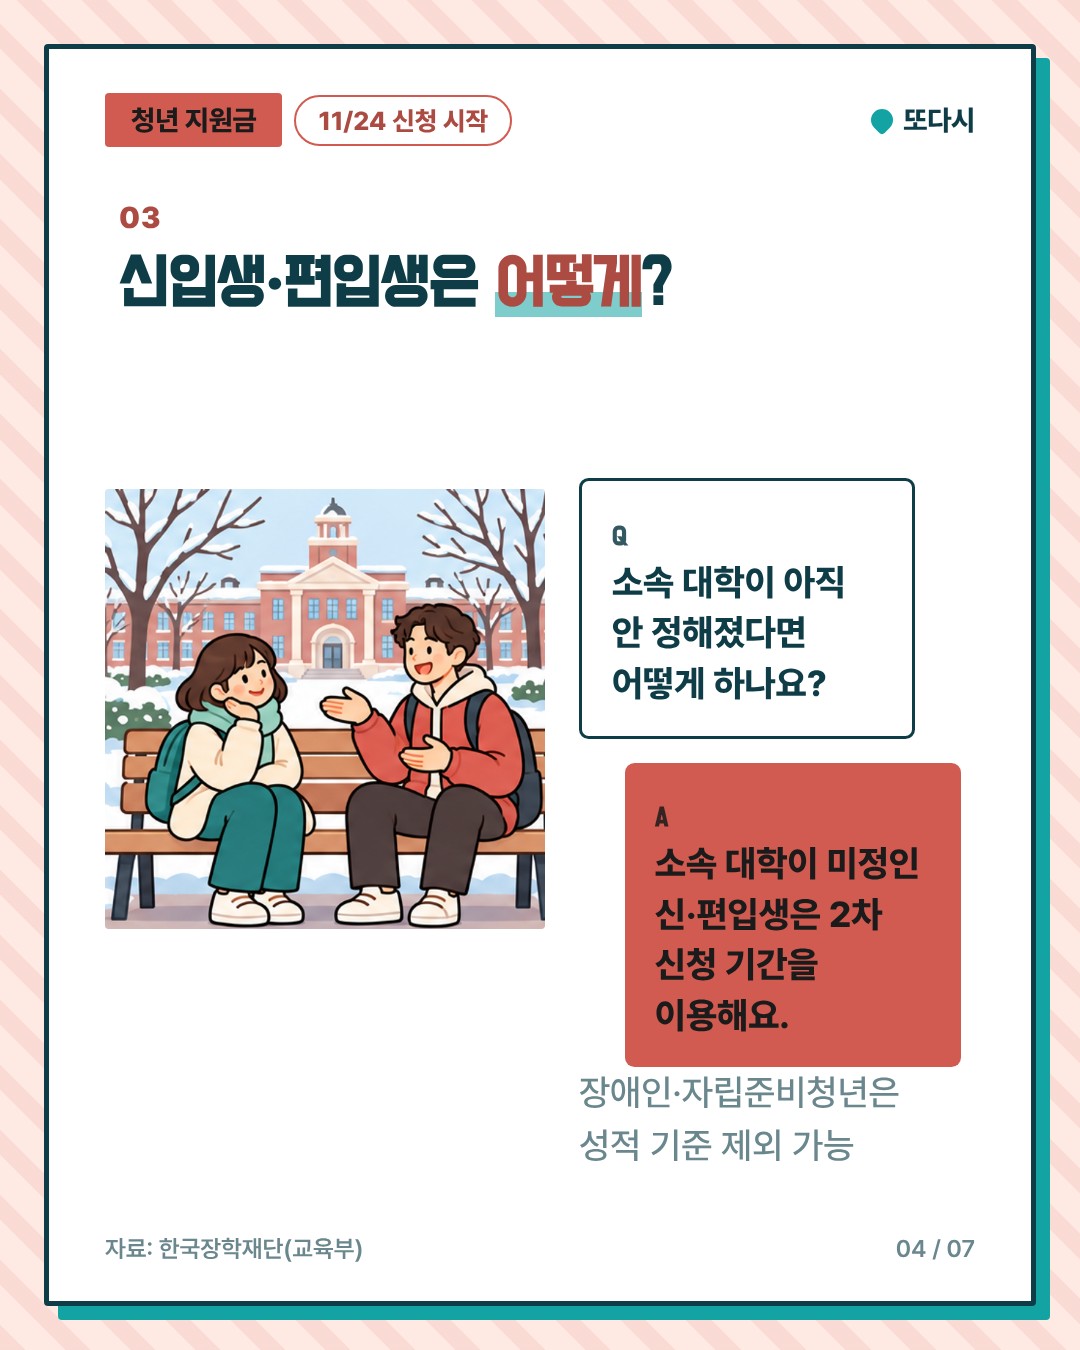 청년 지원금
11/24 신청 시작
또다시
03
신입생·편입생은 어떻게?
Q
소속 대학이 아직
안 정해졌다면
어떻게 하나요?
A
소속 대학이 미정인
신·편입생은 2차
신청 기간을
이용해요.
장애인·자립준비청년은
성적 기준 제외 가능
자료: 한국장학재단(교육부)
04 / 07